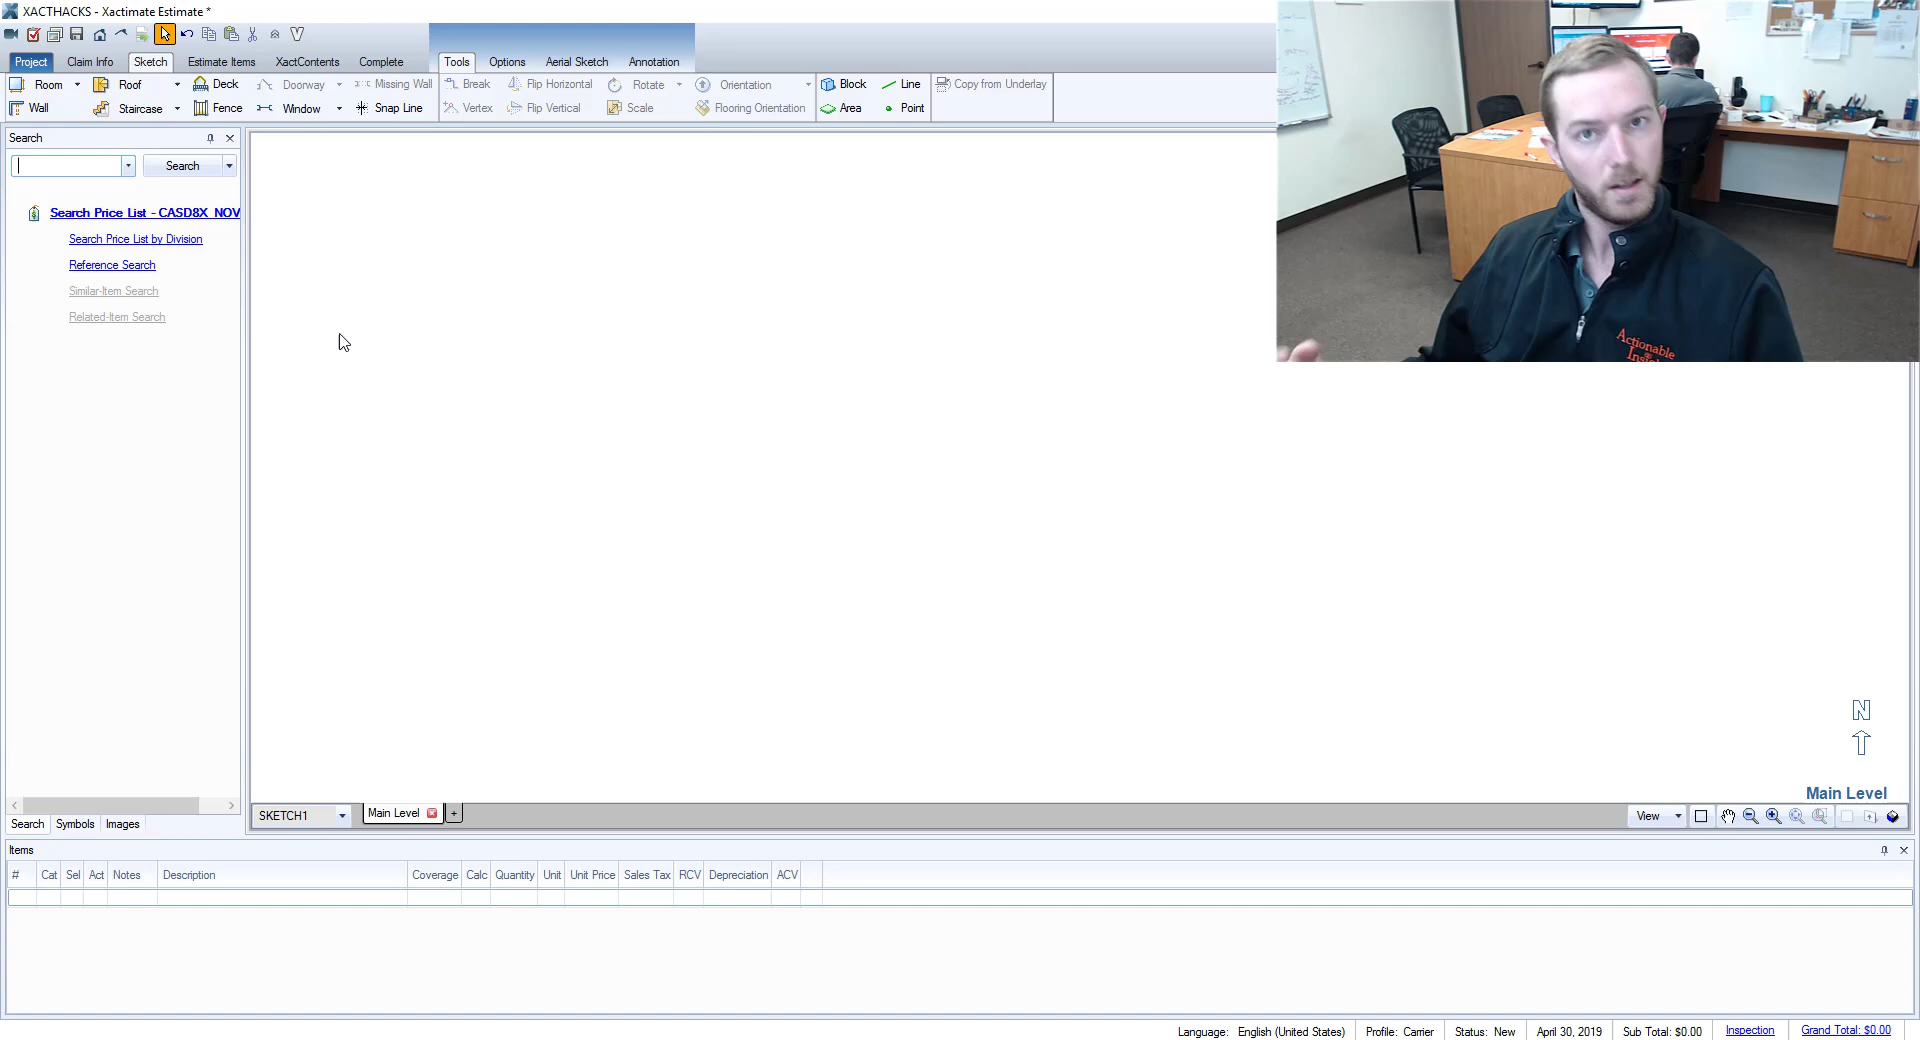 XACTHACKS - Xactimate Estimate *
Project Claim Info Sketch Estimate Items XactContents Complete Tools Options Aerial Sketch Annotation
Room Roof Deck Doorway Missing Wall Break Flip Horizontal Rotate Orientation Block Line Copy from Underlay
Wall Staircase Fence Window Snap Line Vertex Flip Vertical Scale Flooring Orientation Area Point
Search
Search
Search Price List - CASD8X_NOV
Search Price List by Division
Reference Search
Similar-Item Search
Related-Item Search
Actionable
N
Main Level
SKETCH1 Main Level + View
Search Symbols Images
Items
# Cat Sel Act Notes Description Coverage Calc Quantity Unit Unit Price Sales Tax RCV Depreciation ACV
Language: English (United States) Profile: Carrier Status: New April 30, 2019 Sub Total: $0.00 Inspection Grand Total: $0.00